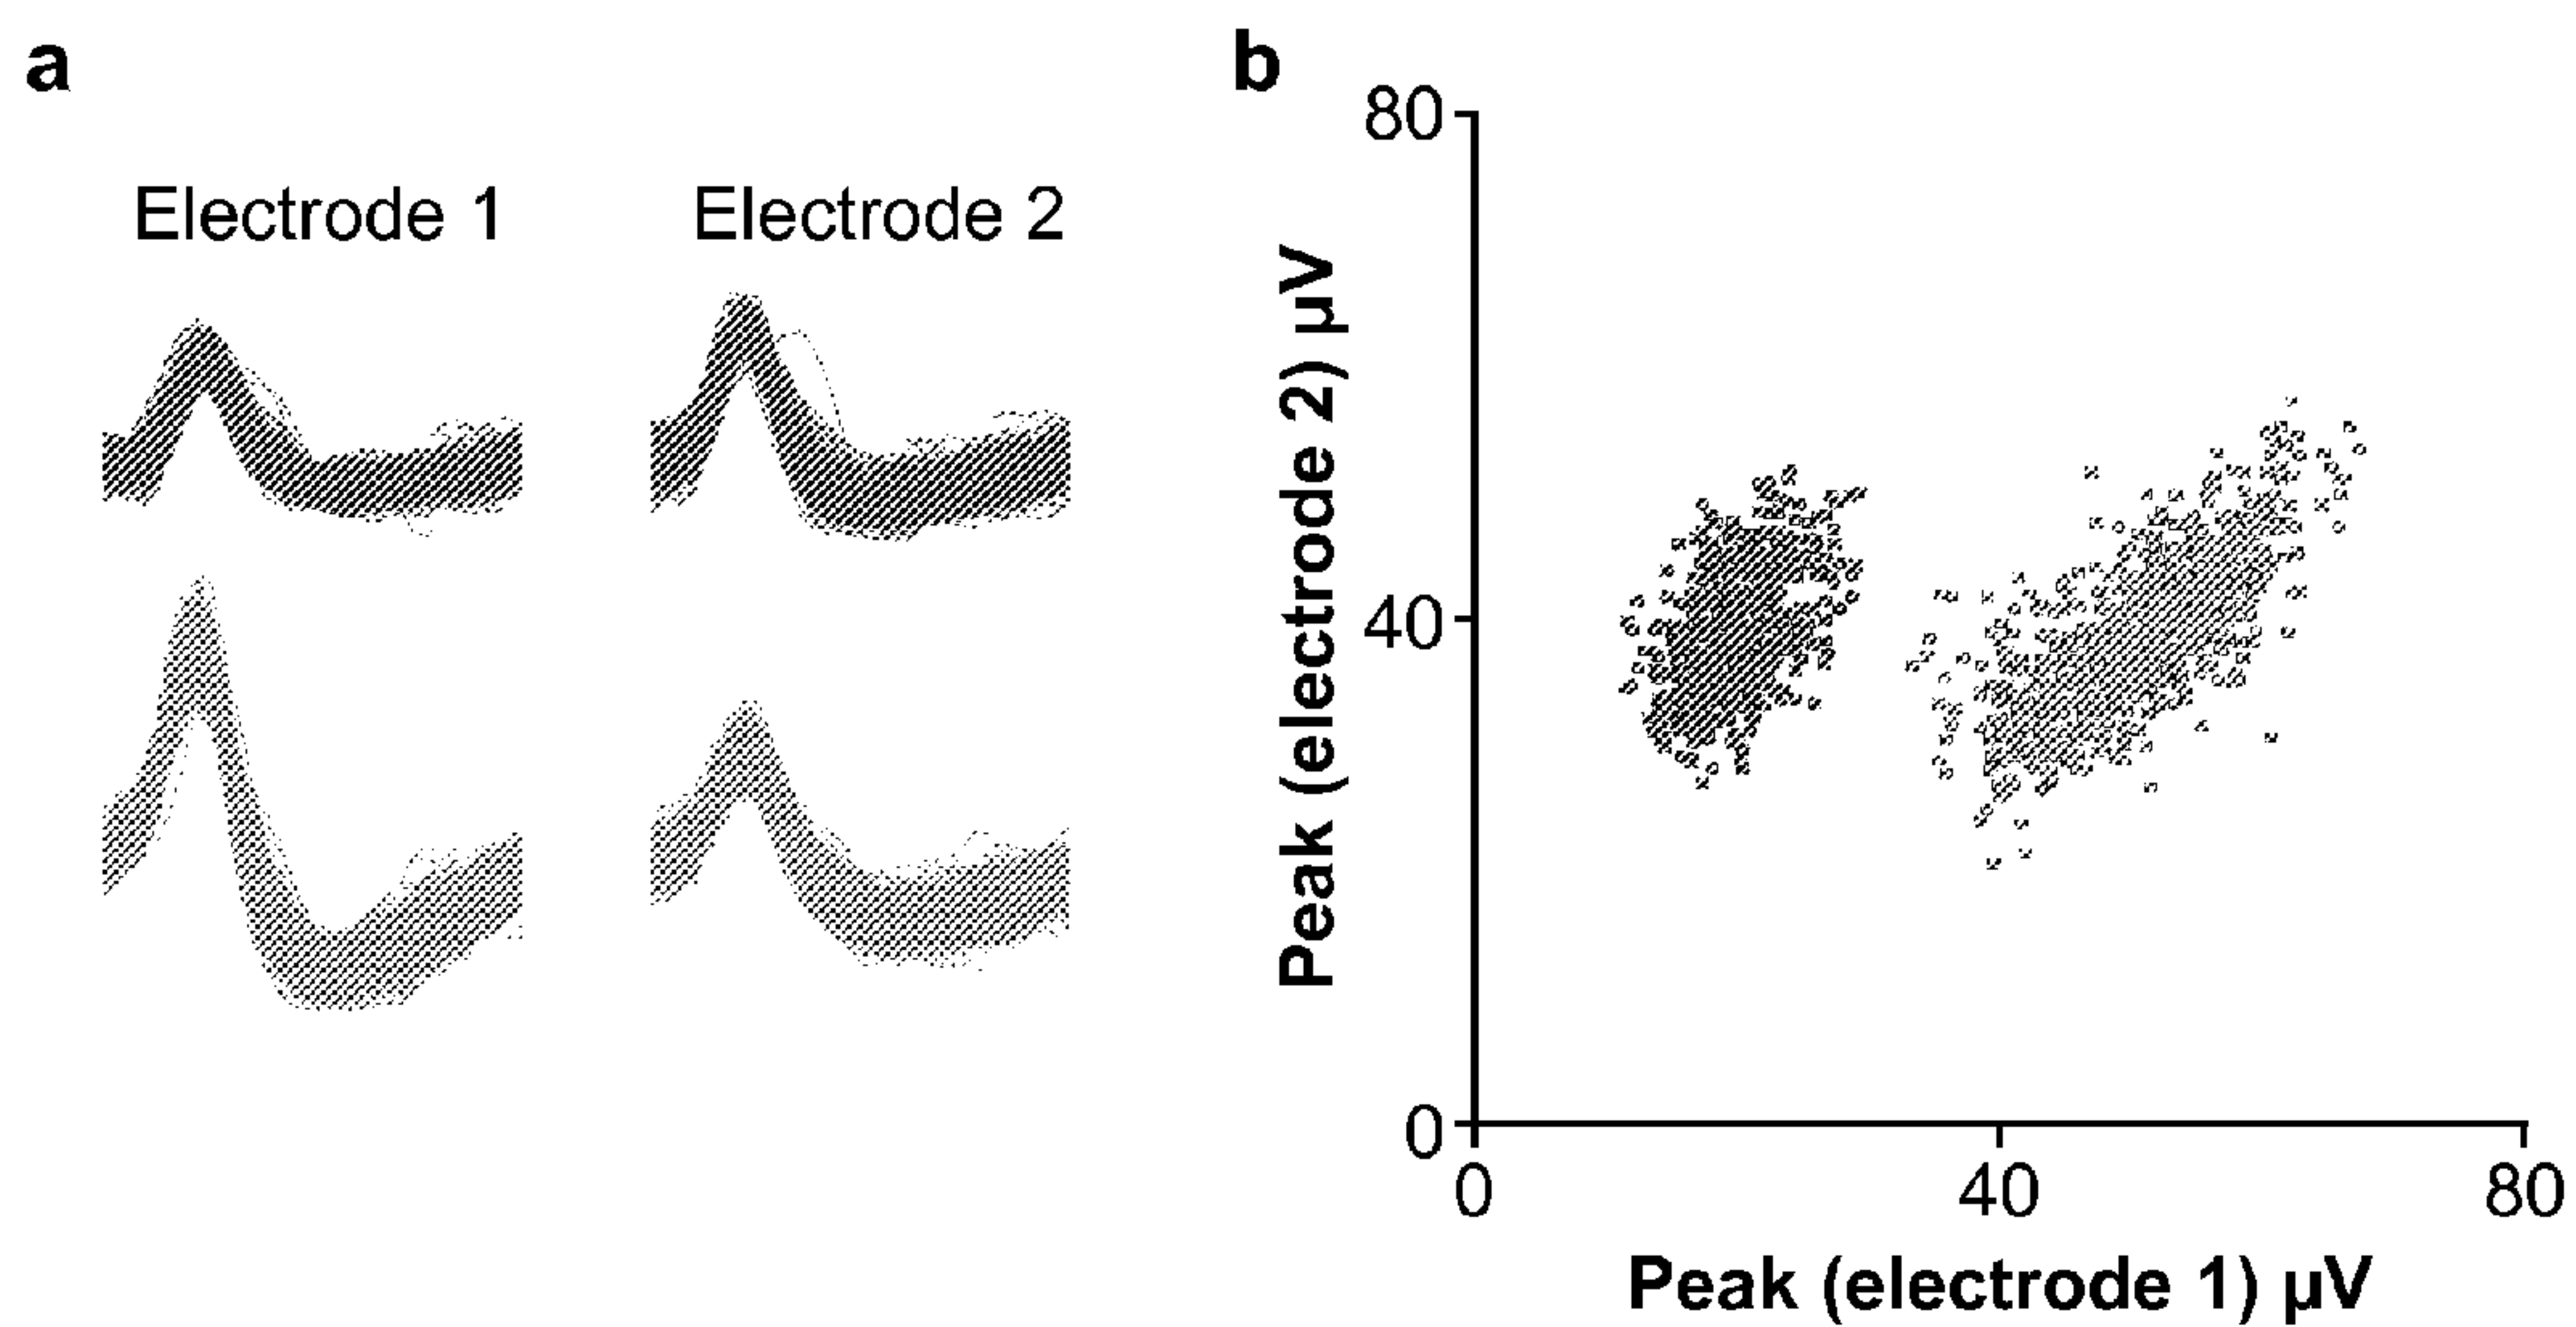 a
Electrode 1
Electrode 2
b
80
40
0
Peak (electrode 2) µV
0
40
80
Peak (electrode 1) µV